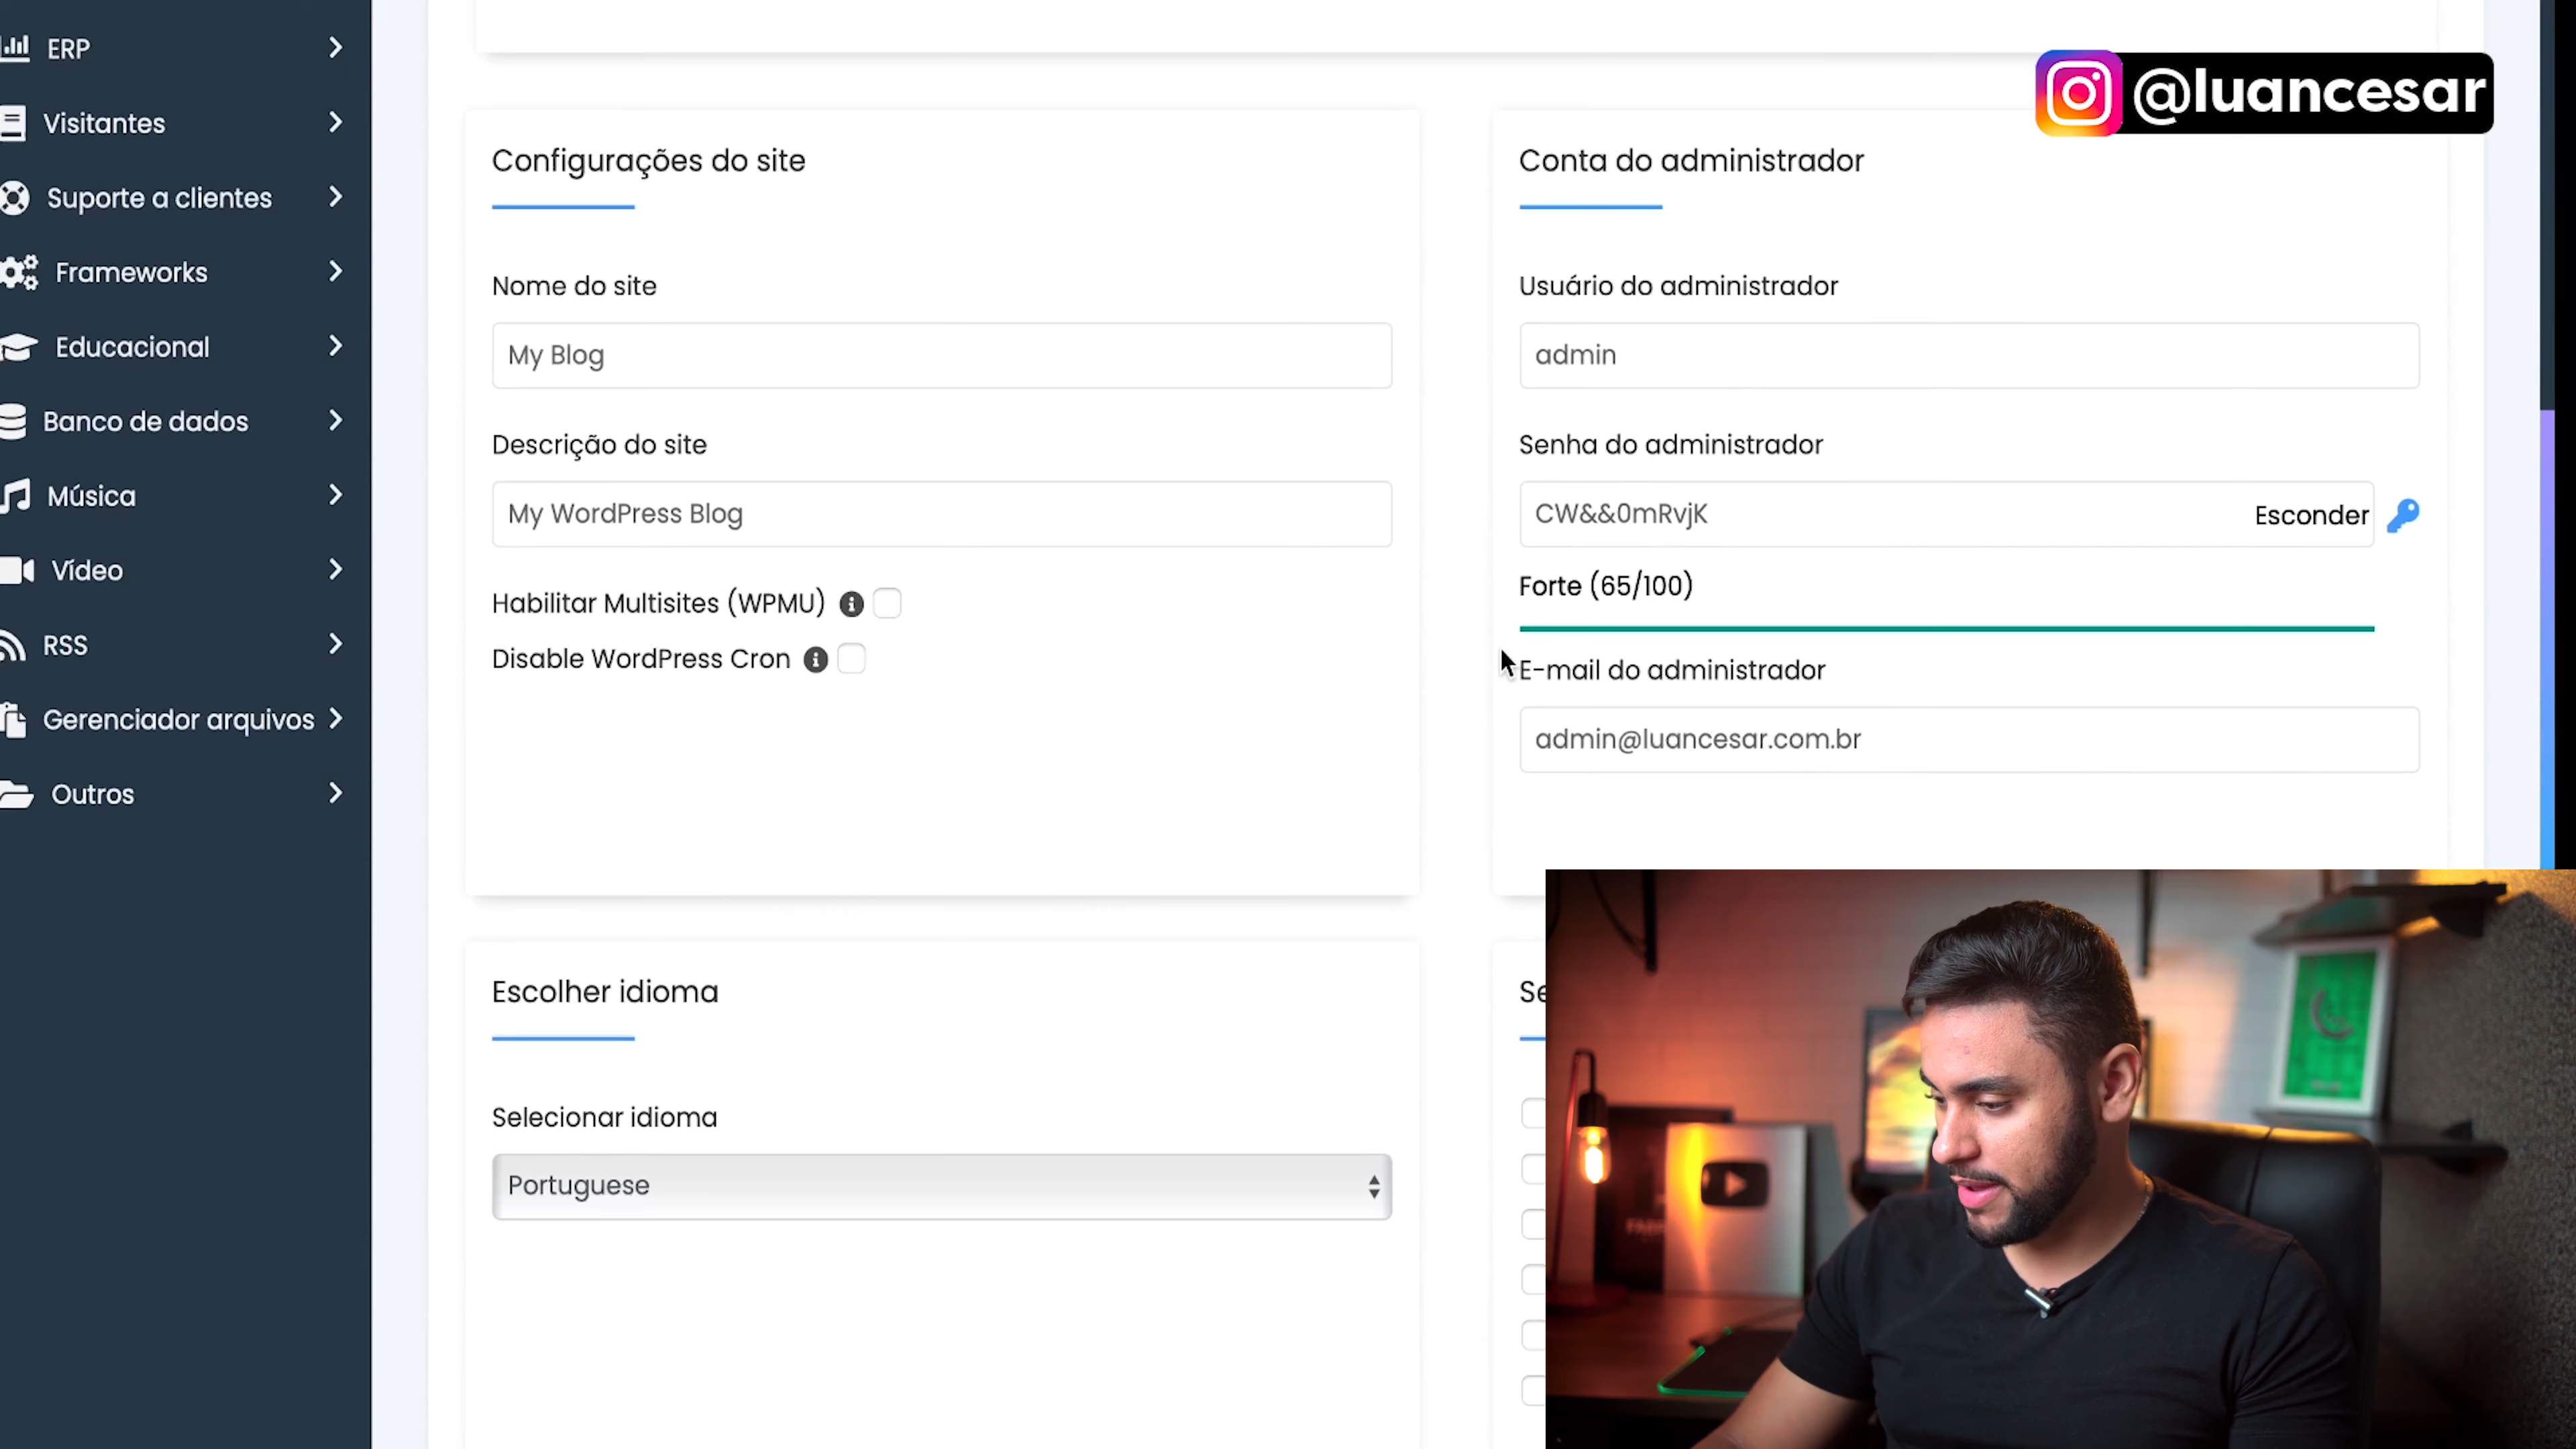 ERP
Visitantes
Suporte a clientes
Frameworks
Educacional
Banco de dados
Música
Vídeo
RSS
Gerenciador arquivos
Outros
@luancesar
Configurações do site
Nome do site
My Blog
Descrição do site
My WordPress Blog
Habilitar Multisites (WPMU)
Disable WordPress Cron
Conta do administrador
Usuário do administrador
admin
Senha do administrador
CW&&0mRvjK
Esconder
Forte (65/100)
E-mail do administrador
admin@luancesar.com.br
Escolher idioma
Selecionar idioma
Portuguese
Se